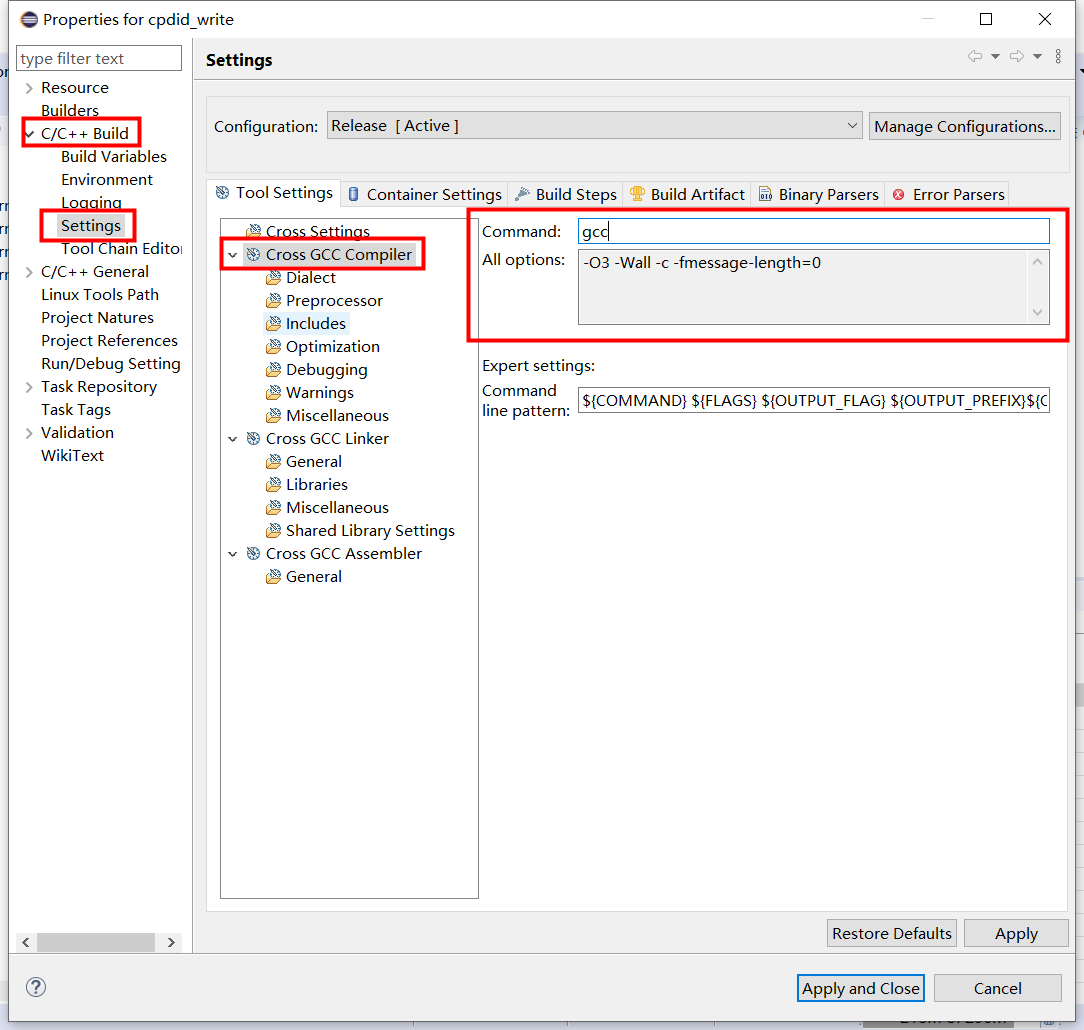 Properties for cpdid_write
type filter text
Resource
Builders
C/C++ Build
Build Variables
Environment
Logging
Settings
Tool Chain Editor
C/C++ General
Linux Tools Path
Project Natures
Project References
Run/Debug Setting
Task Repository
Task Tags
Validation
WikiText
Settings
Configuration:
Release [ Active ]
Manage Configurations...
Tool Settings
Container Settings
Build Steps
Build Artifact
Binary Parsers
Error Parsers
Cross Settings
Cross GCC Compiler
Dialect
Preprocessor
Includes
Optimization
Debugging
Warnings
Miscellaneous
Cross GCC Linker
General
Libraries
Miscellaneous
Shared Library Settings
Cross GCC Assembler
General
Command:
gcc
All options:
-O3 -Wall -c -fmessage-length=0
Expert settings:
Command
line pattern:
${COMMAND} ${FLAGS} ${OUTPUT_FLAG} ${OUTPUT_PREFIX}${
Restore Defaults
Apply
Apply and Close
Cancel